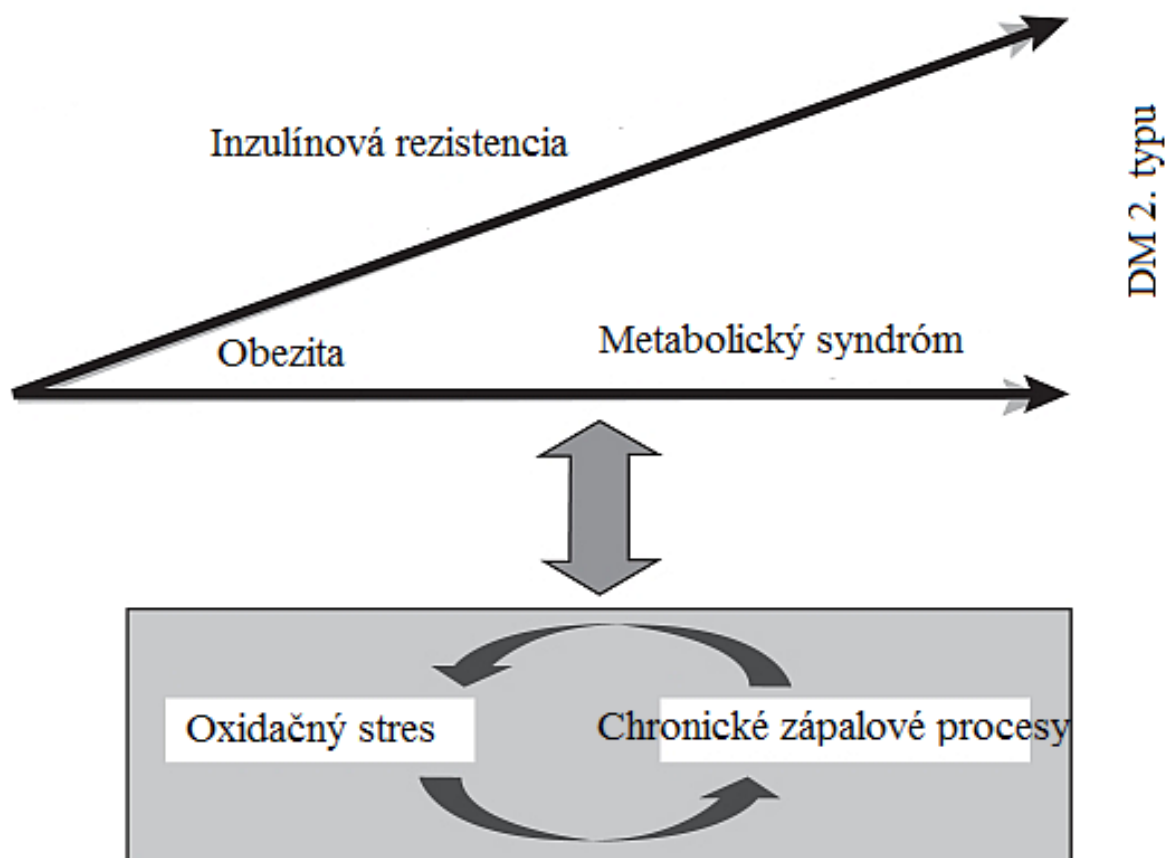 Inzulínová rezistencia
DM 2. typu
Obezita
Metabolický syndróm
Oxidačný stres
Chronické zápalové procesy